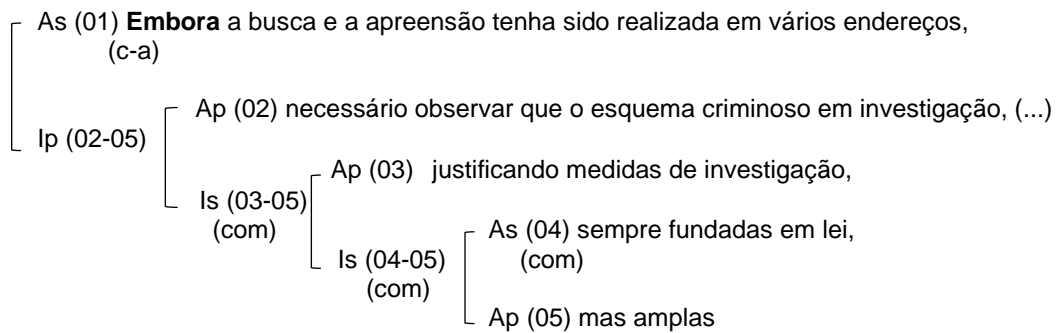 As (01) Embora a busca e a apreensão tenha sido realizada em vários endereços,
(c-a)
Ap (02) necessário observar que o esquema criminoso em investigação, (...)
Ip (02-05)
Ap (03) justificando medidas de investigação,
Is (03-05)
(com)
As (04) sempre fundadas em lei,
Is (04-05)
(com)
(com)
Ap (05) mas amplas